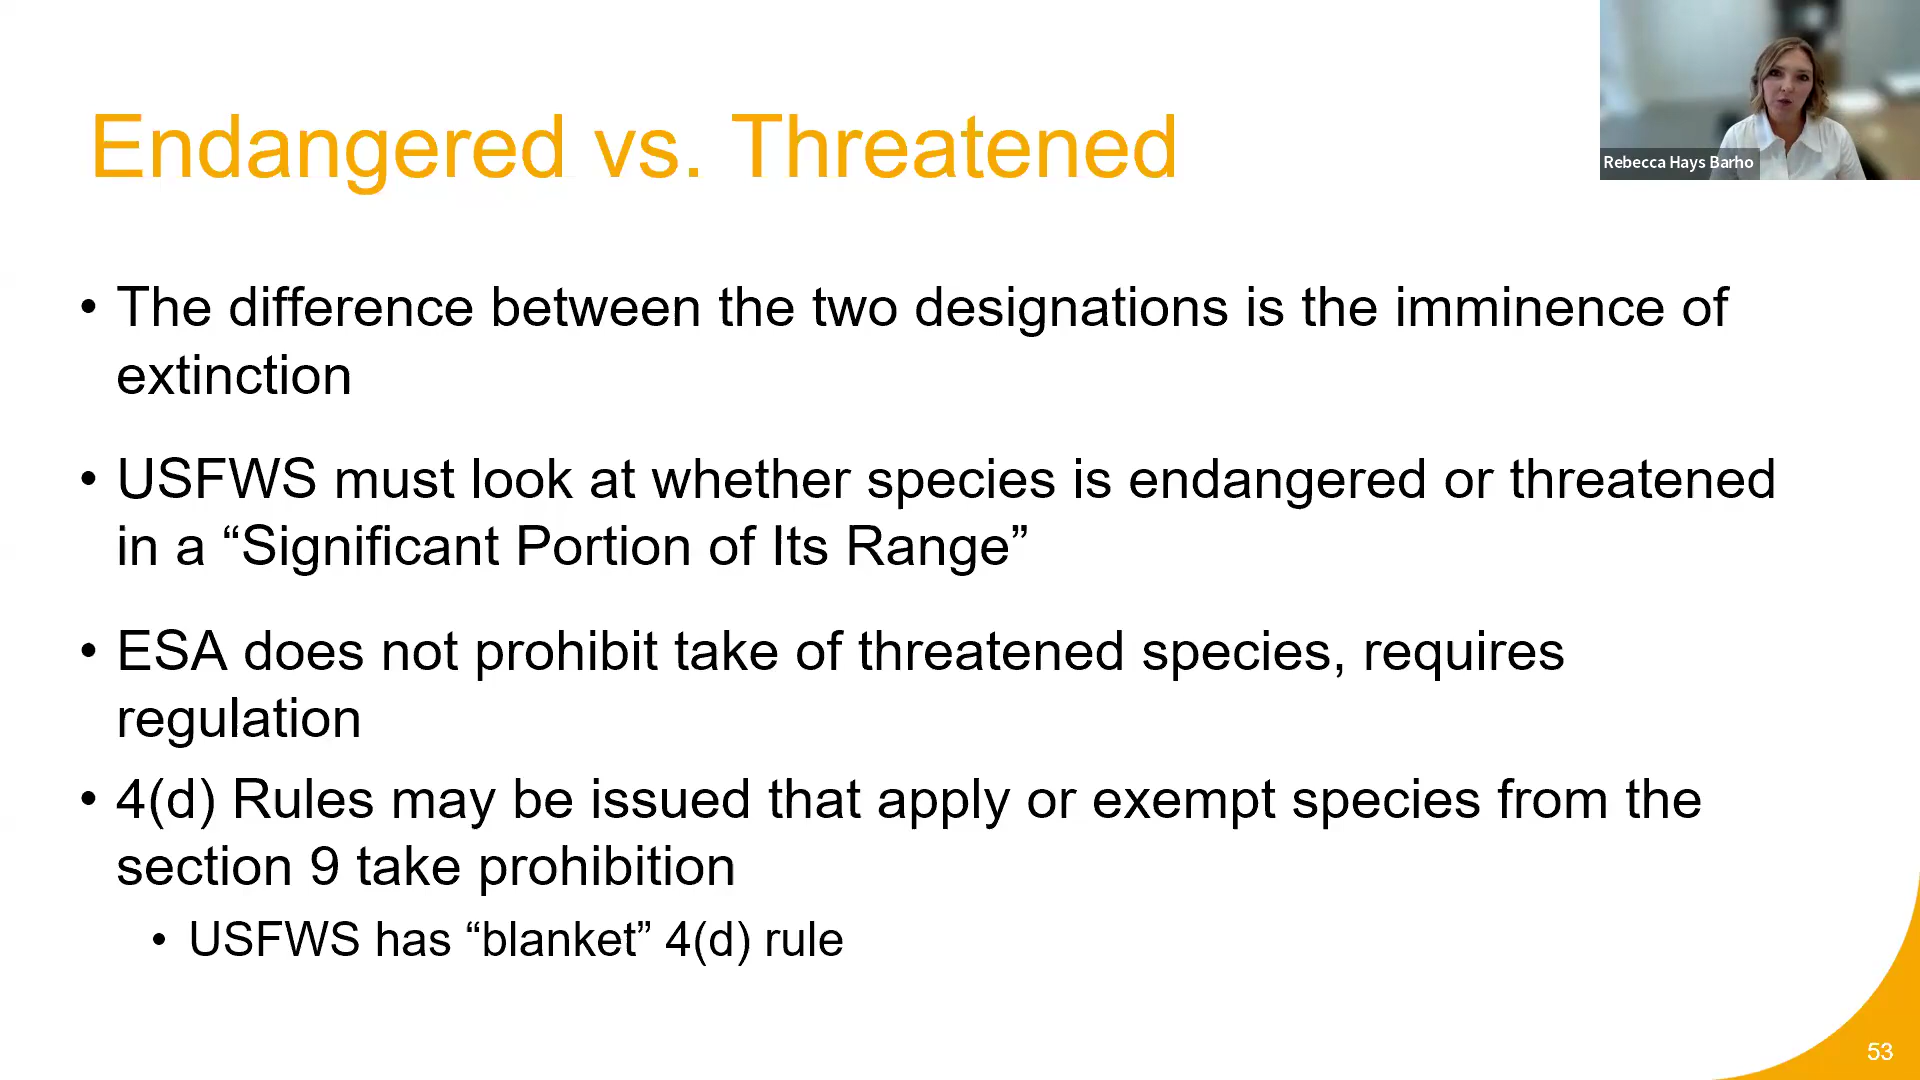 Endangered vs. Threatened
Rebecca Hays Barho
• The difference between the two designations is the imminence of
extinction
• USFWS must look at whether species is endangered or threatened
in a “Significant Portion of Its Range”
• ESA does not prohibit take of threatened species, requires
regulation
• 4(d) Rules may be issued that apply or exempt species from the
section 9 take prohibition
• USFWS has “blanket” 4(d) rule
53